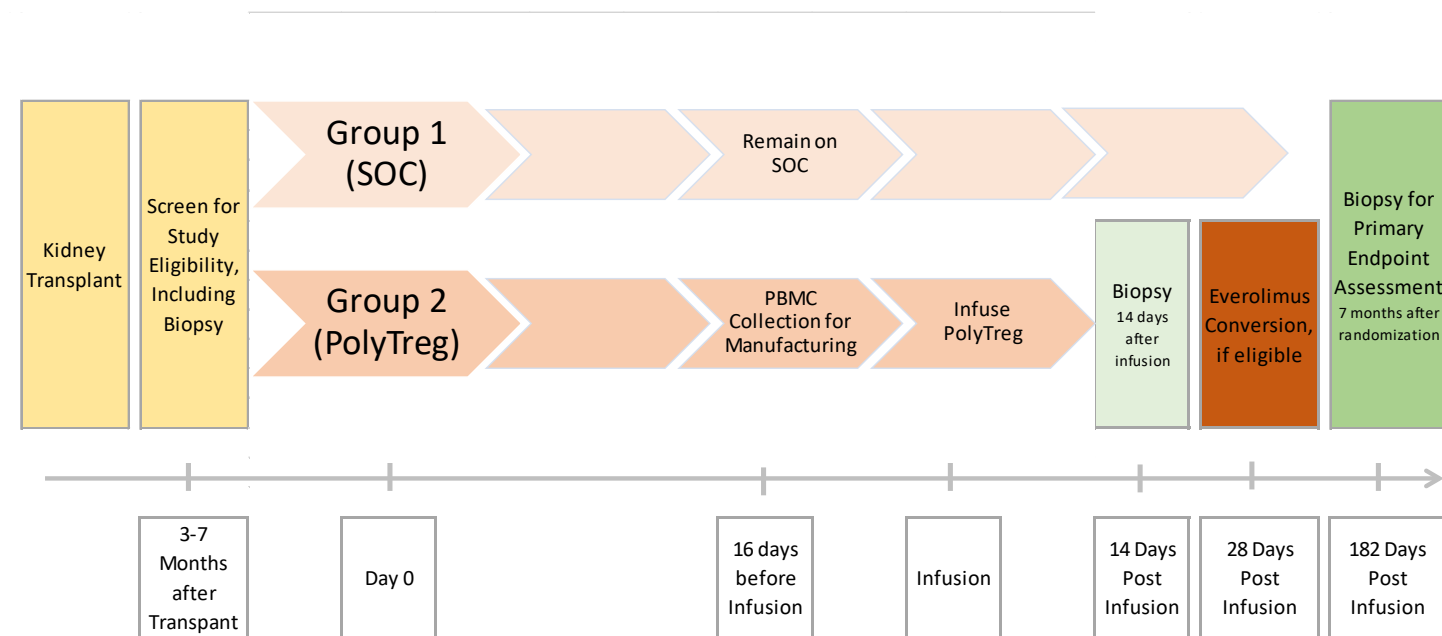 Kidney
Transplant
Screen for
Study
Eligibility,
Including
Biopsy
Group 1
(SOC)
Remain on
SOC
Group 2
(PolyTreg)
PBMC
Collection for
Manufacturing
Infuse
PolyTreg
Biopsy
14 days
after
infusion
Everolimus
Conversion,
if eligible
Biopsy for
Primary
Endpoint
Assessment
7 months after
randomization
3-7
Months
after
Transpant
Day 0
16 days
before
Infusion
Infusion
14 Days
Post
Infusion
28 Days
Post
Infusion
182 Days
Post
Infusion